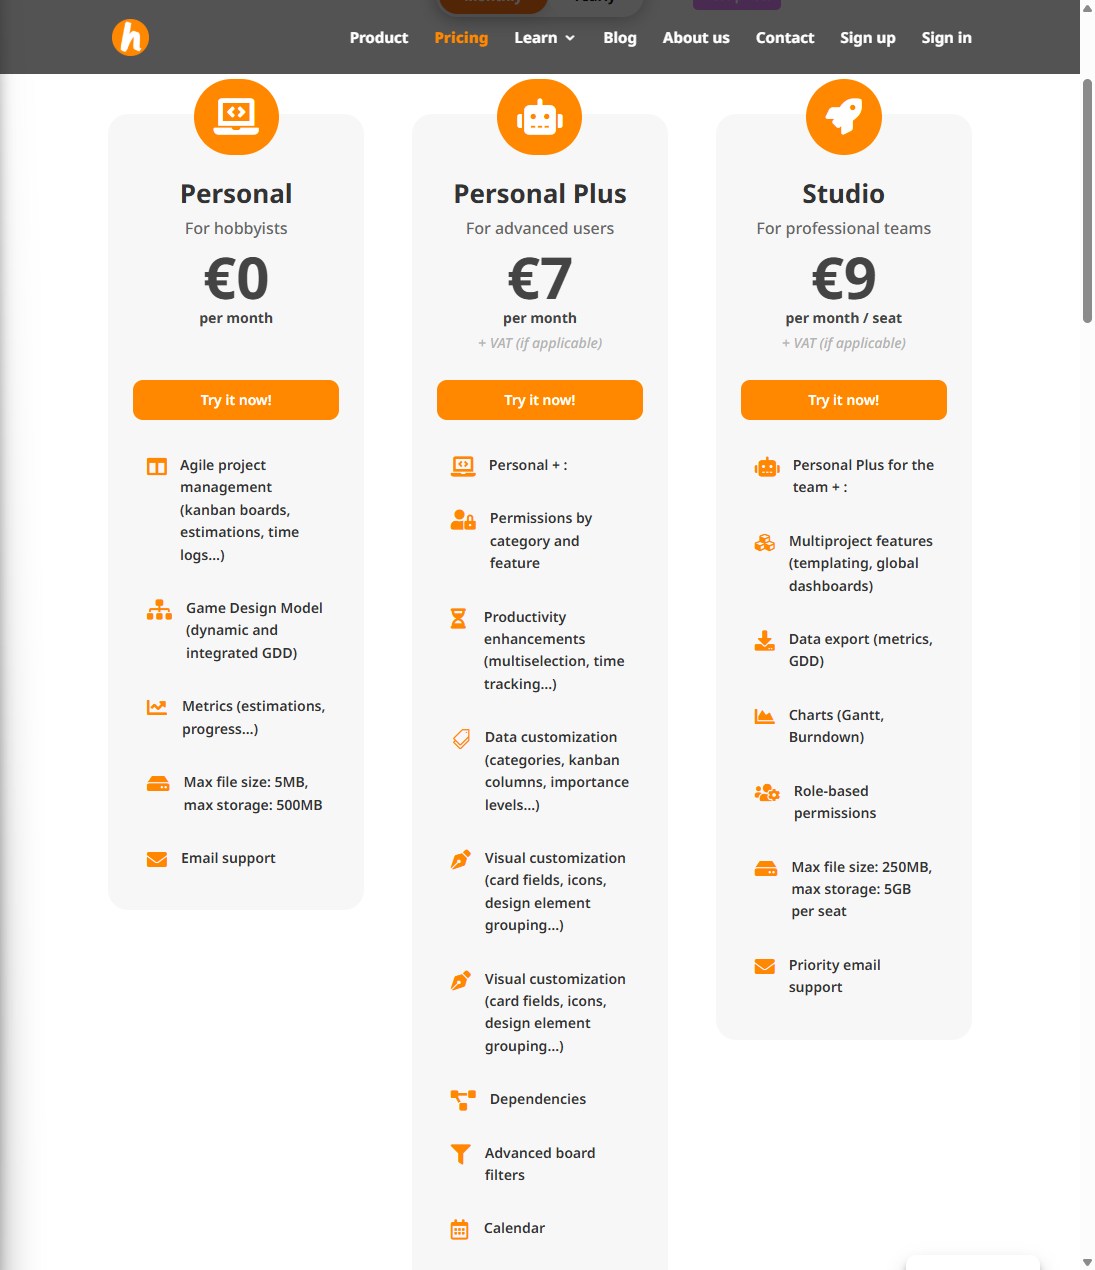 Product Pricing Learn Blog About us Contact Sign up Sign in
Personal
For hobbyists
€0
per month
Try it now!
Agile project
management
(kanban boards,
estimations, time
logs...)
Game Design Model
(dynamic and
integrated GDD)
Metrics (estimations,
progress...)
Max file size: 5MB,
max storage: 500MB
Email support
Personal Plus
For advanced users
€7
per month
+ VAT (if applicable)
Try it now!
Personal + :
Permissions by
category and
feature
Productivity
enhancements
(multiselection, time
tracking...)
Data customization
(categories, kanban
columns, importance
levels...)
Visual customization
(card fields, icons,
design element
grouping...)
Visual customization
(card fields, icons,
design element
grouping...)
Dependencies
Advanced board
filters
Calendar
Studio
For professional teams
€9
per month / seat
+ VAT (if applicable)
Try it now!
Personal Plus for the
team + :
Multiproject features
(templating, global
dashboards)
Data export (metrics,
GDD)
Charts (Gantt,
Burndown)
Role-based
permissions
Max file size: 250MB,
max storage: 5GB
per seat
Priority email
support